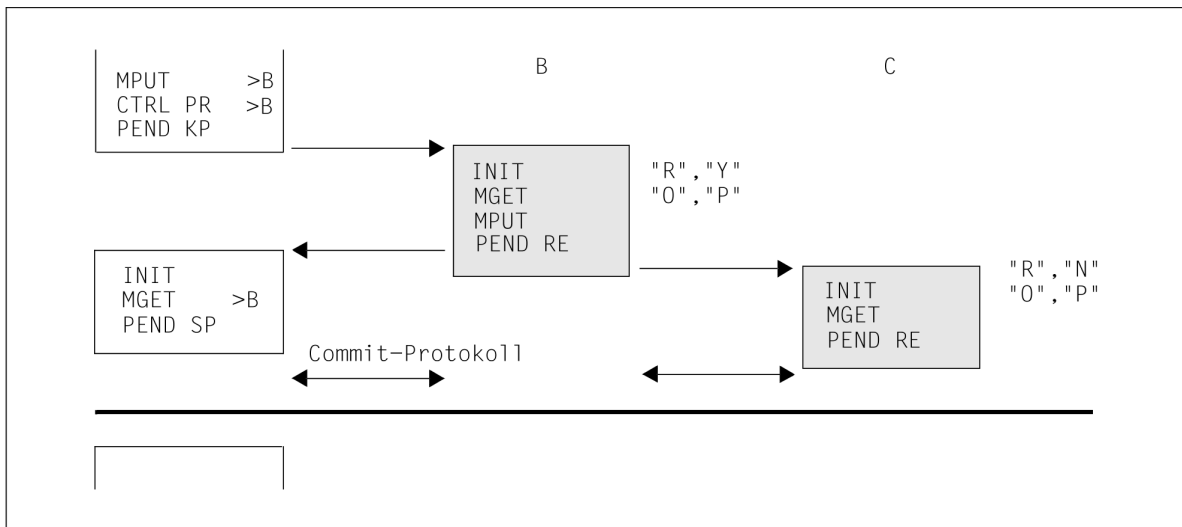 MPUT >B
CTRL PR >B
PEND KP
B
C
INIT
MGET
MPUT
PEND RE
"R","Y"
"O","P"
INIT
MGET >B
PEND SP
INIT
MGET
PEND RE
"R","N"
"O","P"
Commit-Protokoll